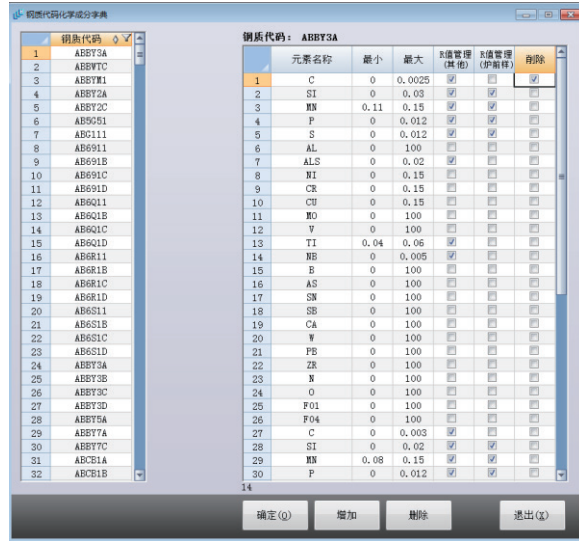 钢质代码化学成分字典
钢质代码
1 ABBY3A
2 ABBWTC
3 ABBYM1
4 ABBY2A
5 ABBY2C
6 AB5G51
7 ABG111
8 AB6911
9 AB691B
10 AB691C
11 AB691D
12 AB6Q11
13 AB6Q1B
14 AB6Q1C
15 AB6Q1D
16 AB6R11
17 AB6R1B
18 AB6R1C
19 AB6R1D
20 AB6S11
21 AB6S1B
22 AB6S1C
23 AB6S1D
24 ABBY3A
25 ABBY3B
26 ABBY3C
27 ABBY3D
28 ABBY5A
29 ABBY7A
30 ABBY7C
31 ABCB1A
32 ABCB1B
钢质代码: ABBY3A
元素名称 最小 最大 R值管理(其他) R值管理(炉前样) 删除
1 C 0 0.0025
2 SI 0 0.03
3 MN 0.11 0.15
4 P 0 0.012
5 S 0 0.012
6 AL 0 100
7 ALS 0 0.02
8 NI 0 0.15
9 CR 0 0.15
10 CU 0 0.15
11 MO 0 100
12 V 0 100
13 TI 0.04 0.06
14 NB 0 0.005
15 B 0 100
16 AS 0 100
17 SN 0 100
18 SB 0 100
19 CA 0 100
20 W 0 100
21 PB 0 100
22 ZR 0 100
23 N 0 100
24 O 0 100
25 F01 0 100
26 F04 0 100
27 C 0 0.003
28 SI 0 0.02
29 MN 0.08 0.15
30 P 0 0.012
14
确定(O) 增加 删除 退出(X)